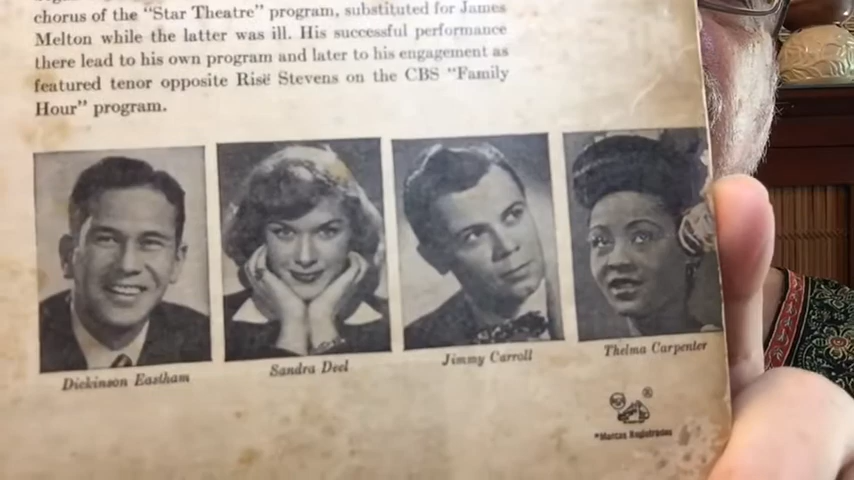 chorus of the "Star Theatre" program, substituted for James
Melton while the latter was ill. His successful performance
there lead to his own program and later to his engagement as
featured tenor opposite Risë Stevens on the CBS "Family
Hour" program.
Dickinson Eastham
Sandra Deel
Jimmy Carroll
Thelma Carpenter
*Marcas Registradas